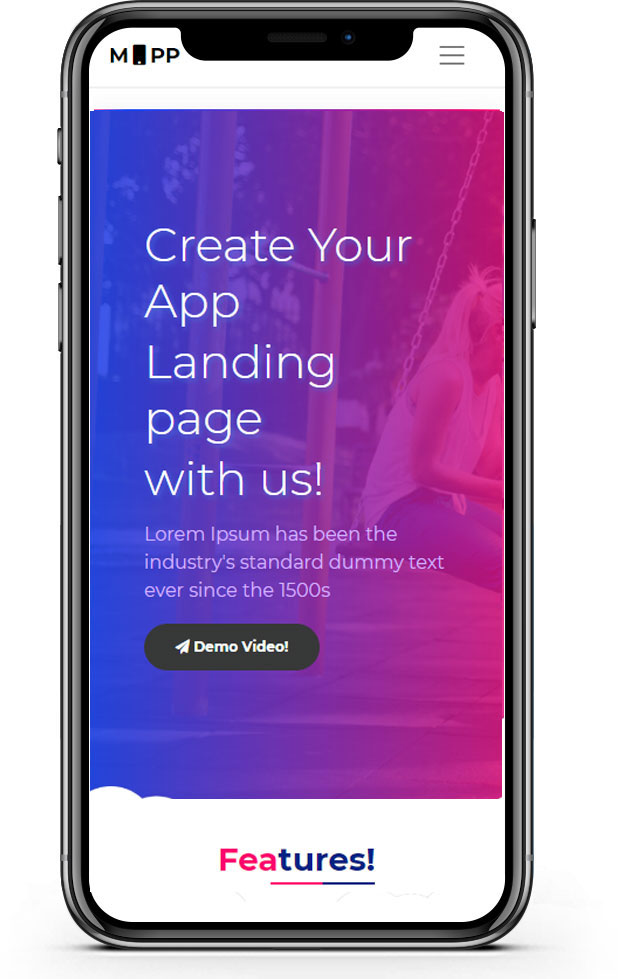 M PP
Create Your
App
Landing
page
with us!
Lorem Ipsum has been the
industry's standard dummy text
ever since the 1500s
Demo Video!
Features!